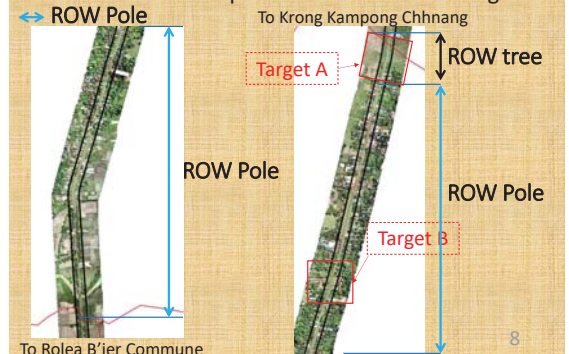 ROW Pole
To Krong Kampong Chhnang
ROW tree
Target A
ROW Pole
ROW Pole
Target B
8
To Rolea B'ier Commune